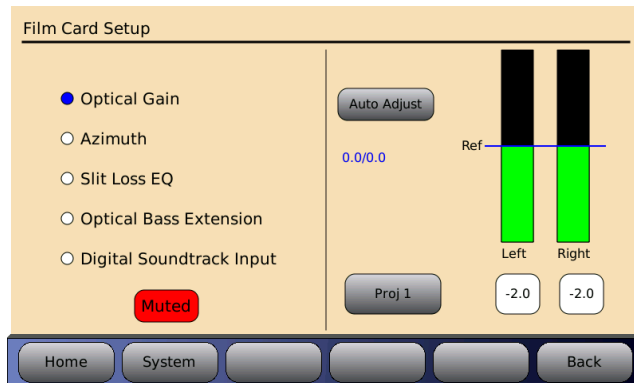 Film Card Setup
Optical Gain
Azimuth
Slit Loss EQ
Optical Bass Extension
Digital Soundtrack Input
Muted
Auto Adjust
0.0/0.0
Ref
Left Right
Proj 1
-2.0 -2.0
Home System Back